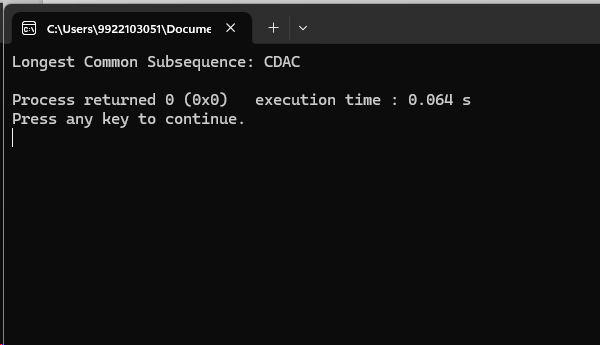 C:\Users\9922103051\Docume
Longest Common Subsequence: CDAC
Process returned 0 (0x0)   execution time : 0.064 s
Press any key to continue.